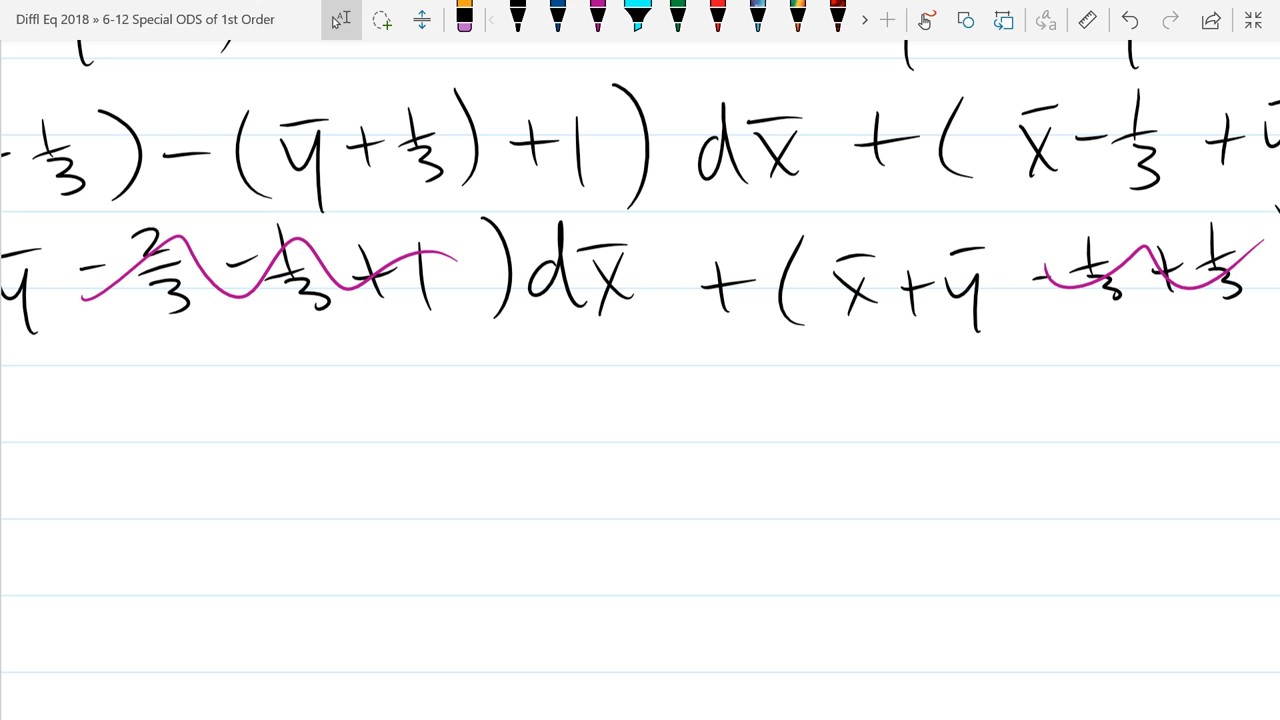 Diffl Eq 2018 » 6-12 Special ODS of 1st Order
- 1/3) - (ȳ + 1/3) + 1) dx̄ + ( x̄ - 1/3 +
ȳ - 2/3 - 1/3 + 1 ) dx̄ + ( x̄ + ȳ - 1/3 + 1/3